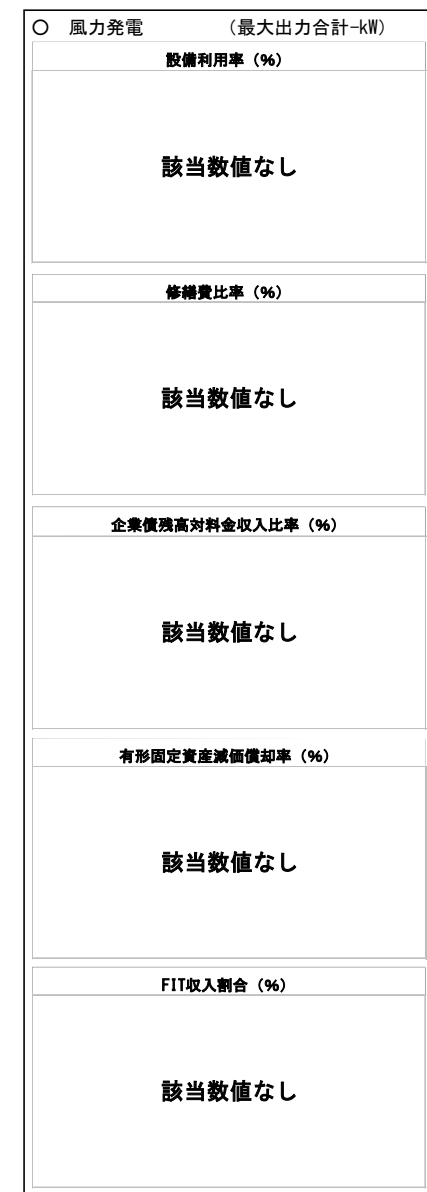 ○ 風力発電 （最大出力合計-kW）
設備利用率（%）
該当数値なし
修繕費比率（%）
該当数値なし
企業債残高対料金収入比率（%）
該当数値なし
有形固定資産減価償却率（%）
該当数値なし
FIT収入割合（%）
該当数値なし